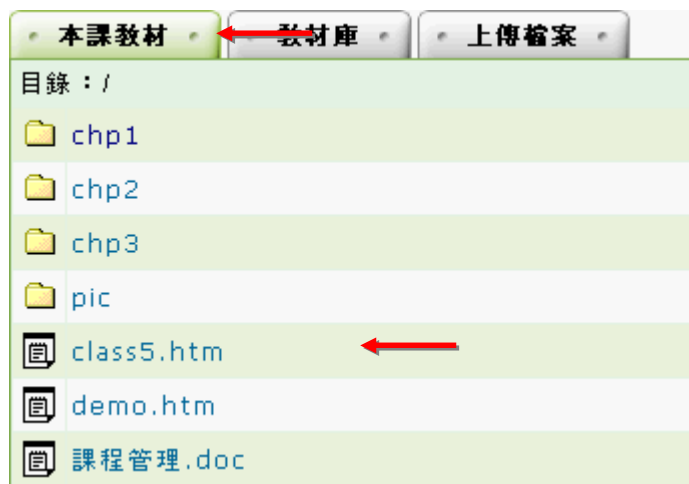 本課教材 教材庫 上傳檔案
目錄：/
chp1
chp2
chp3
pic
class5.htm
demo.htm
課程管理.doc